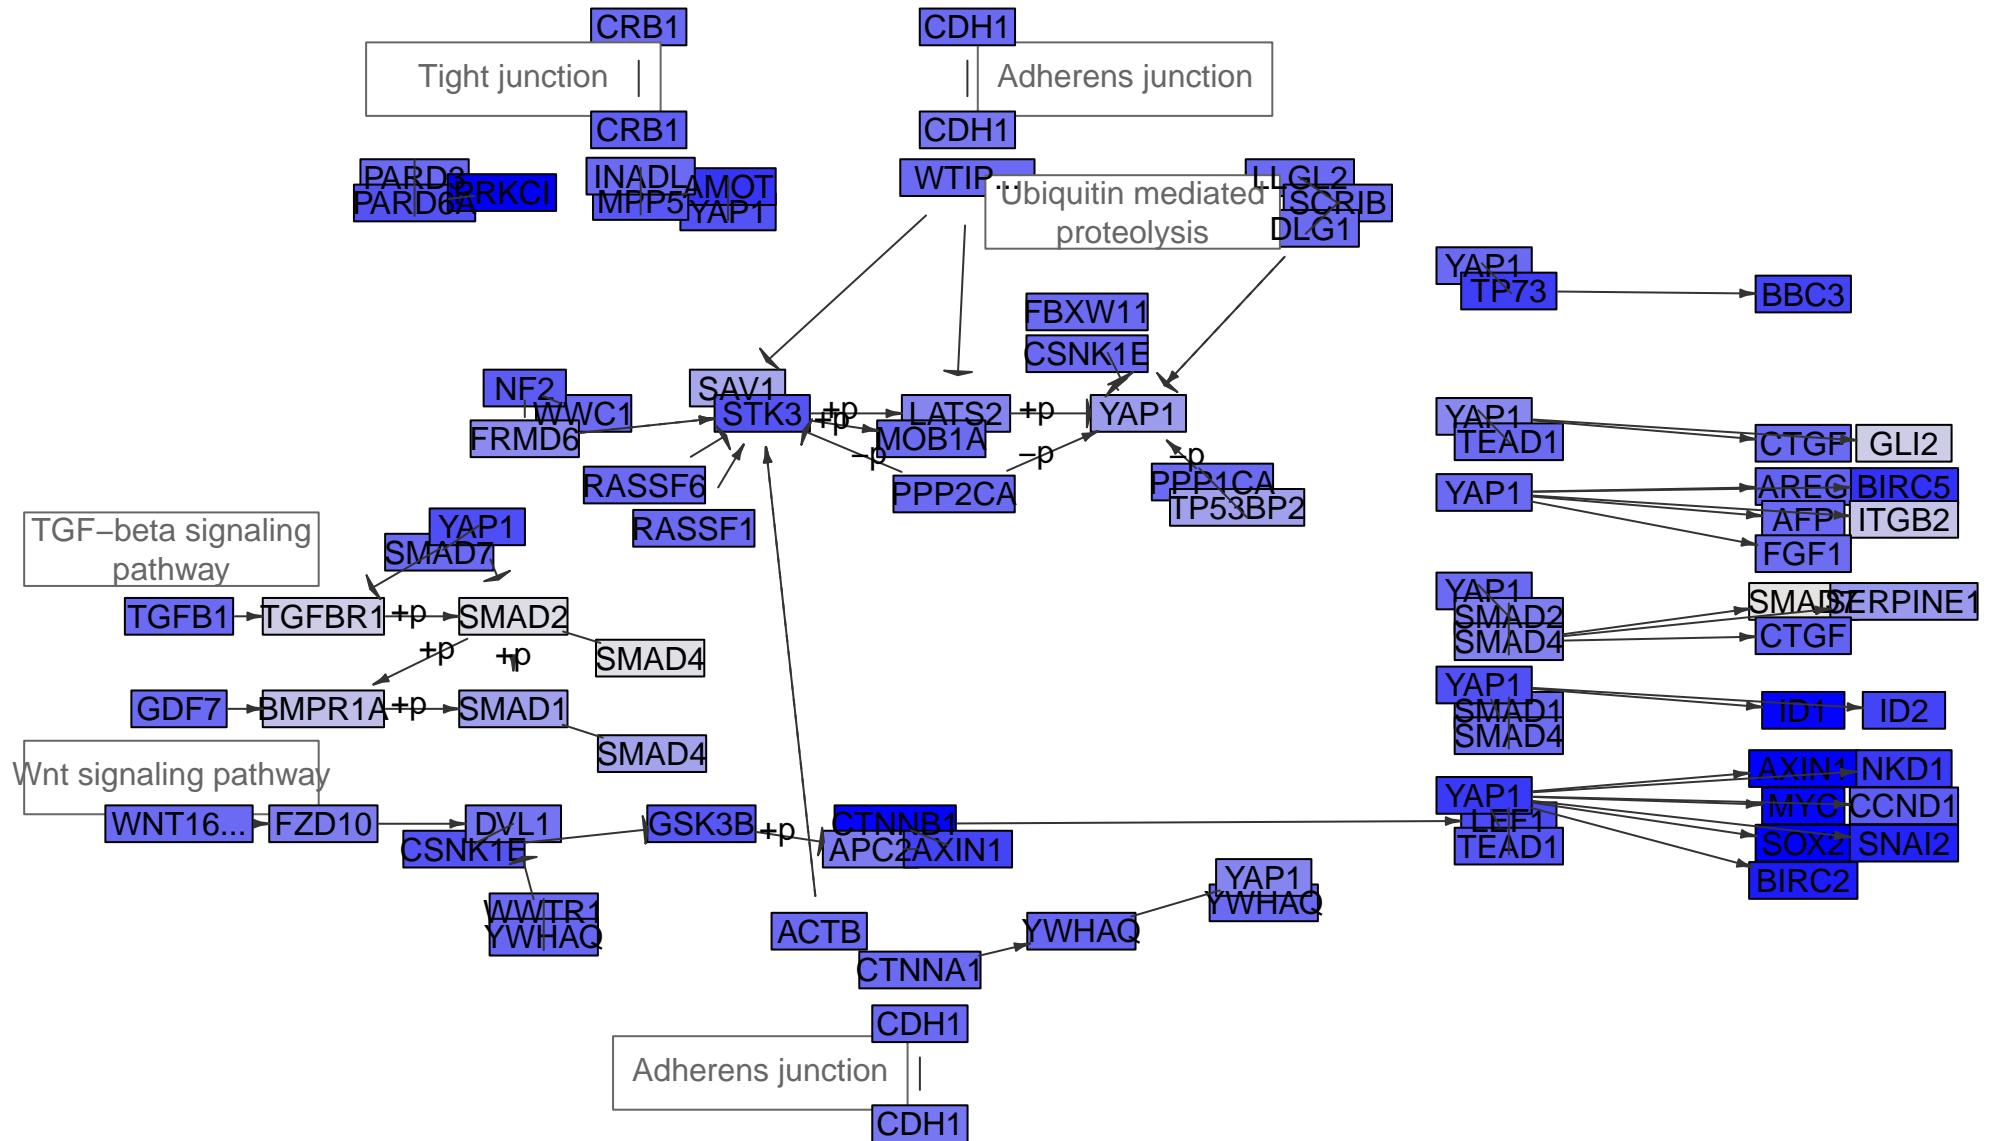 CRB1
CDH1
Tight junction
Adherens junction
CRB1
CDH1
PARD3
PARD6A
PRKCI
INADL
MPP5
AMOT
YAP1
WTIP...
Ubiquitin mediated
proteolysis
LLGL2
SCRIB
DLG1
YAP1
TP73
BBC3
FBXW11
CSNK1E
NF2
WWC1
FRMD6
SAV1
STK3
+p
+p
LATS2
MOB1A
+p
YAP1
−p
−p
−p
RASSF6
RASSF1
PPP2CA
PPP1CA
TP53BP2
YAP1
TEAD1
CTGF
GLI2
YAP1
AREG
BIRC5
AFP
ITGB2
FGF1
TGF−beta signaling
pathway
YAP1
SMAD7
TGFB1
TGFBR1
+p
SMAD2
SMAD4
+p
+p
GDF7
BMPR1A
+p
SMAD1
SMAD4
YAP1
SMAD2
SMAD4
SMAD7
SERPINE1
CTGF
YAP1
SMAD1
SMAD4
ID1
ID2
Wnt signaling pathway
WNT16...
FZD10
DVL1
CSNK1E
GSK3B
+p
CTNNB1
APC2
AXIN1
YAP1
LEF1
TEAD1
AXIN1
NKD1
MYC
CCND1
SOX2
SNAI2
BIRC2
WWTR1
YWHAQ
ACTB
CTNNA1
YWHAQ
YAP1
YWHAQ
CDH1
Adherens junction
CDH1